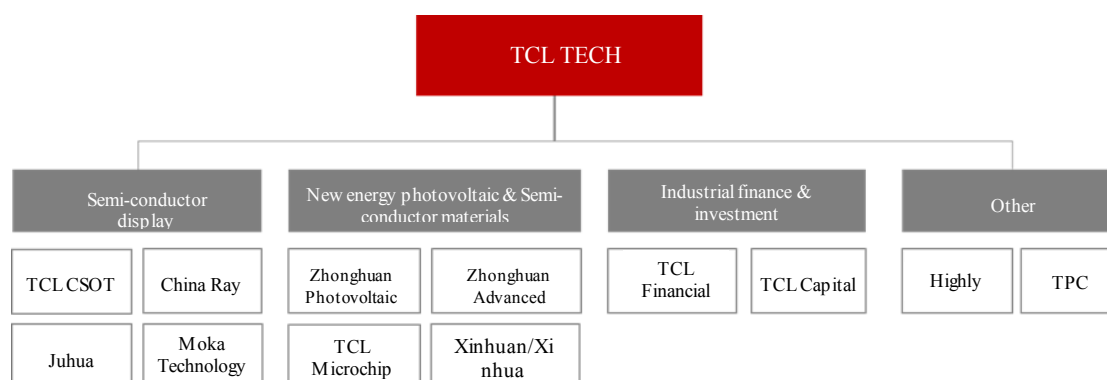 TCL TECH
Semi-conductor
display
New energy photovoltaic & Semi-
conductor materials
Industrial finance &
investment
Other
TCL CSOT
China Ray
Zhonghuan
Photovoltaic
Zhonghuan
Advanced
TCL
Financial
TCL Capital
Highly
TPC
Juhua
Moka
Technology
TCL
Microchip
Xinhuan/Xi
nhua